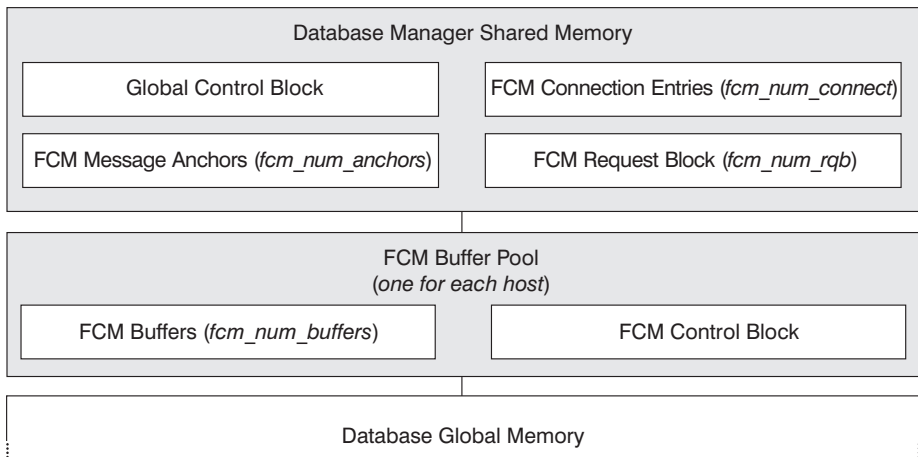 Database Manager Shared Memory
Global Control Block
FCM Connection Entries (fcm_num_connect)
FCM Message Anchors (fcm_num_anchors)
FCM Request Block (fcm_num_rqb)
FCM Buffer Pool
(one for each host)
FCM Buffers (fcm_num_buffers)
FCM Control Block
Database Global Memory